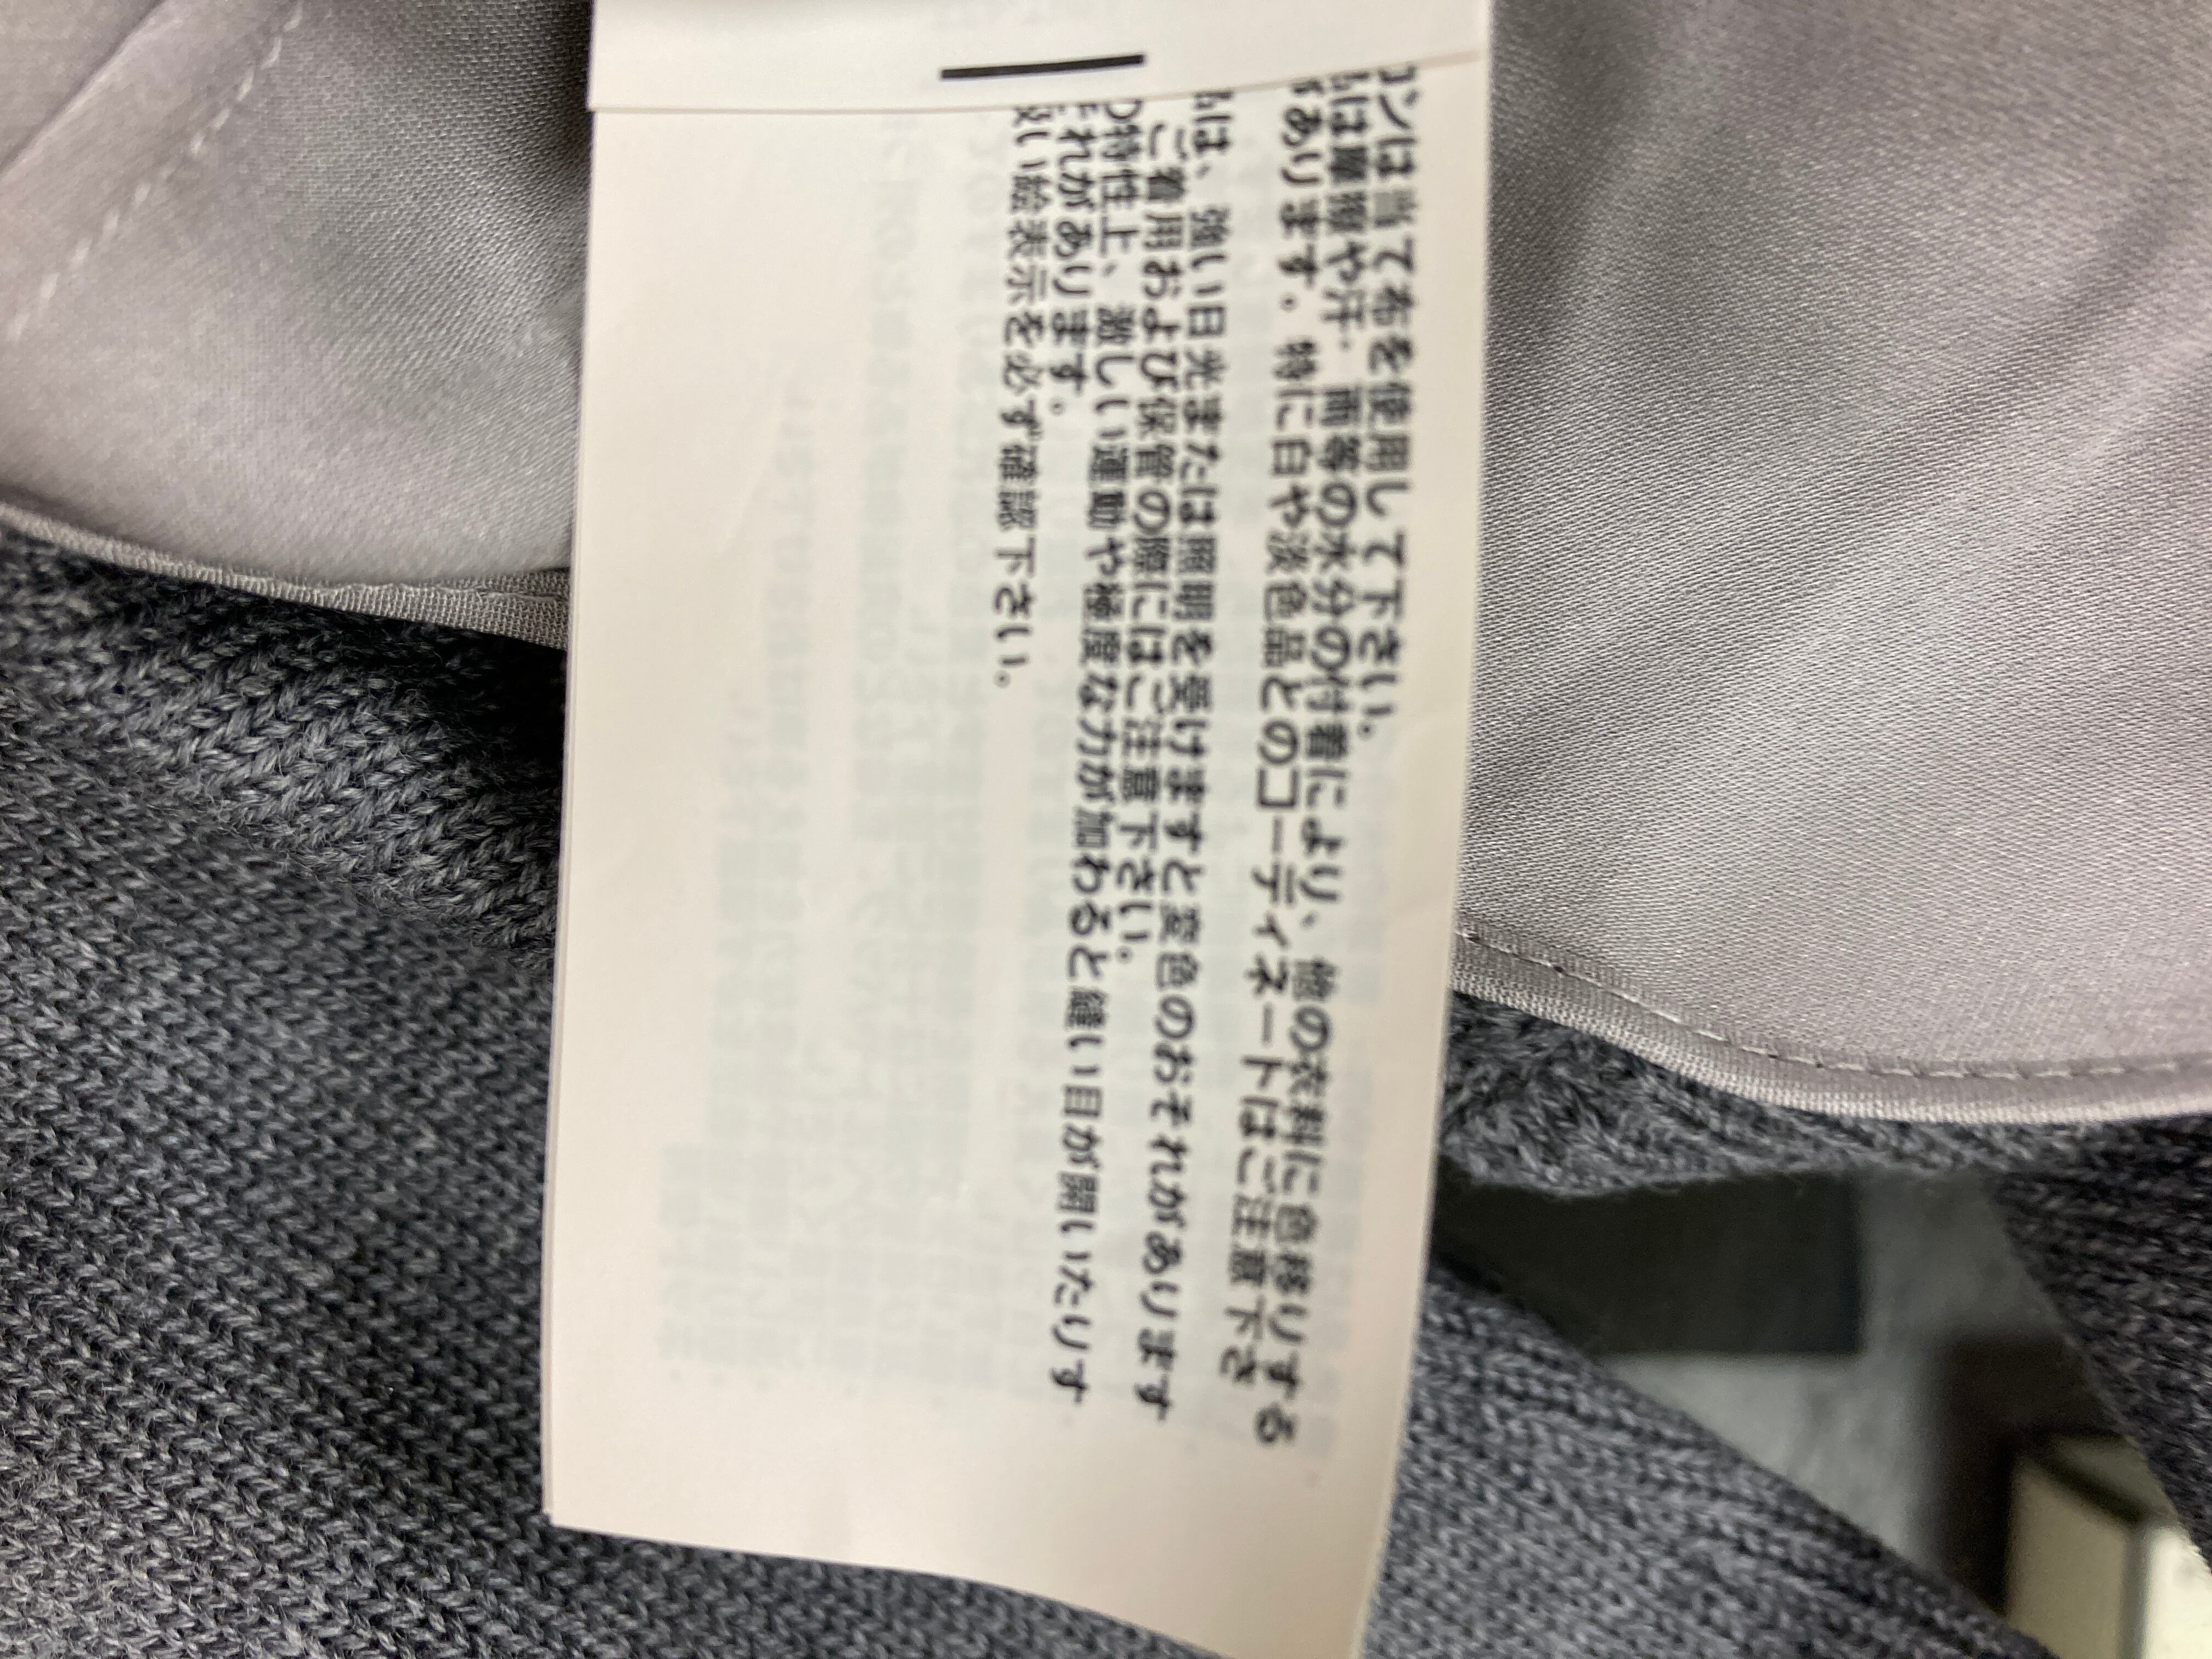 ンは当て布を使用して下さい。
は摩擦や汗、雨等の水分の付着により、他の衣料に色移りする
あります。特に白や淡色品とのコーディネートはご注意下さ
は、強い日光または照明を受けますと変色のおそれがあります
ご着用および保管の際にはご注意下さい。
の特性上、激しい運動や極度な力が加わると縫い目が開いたりす
れがあります。
扱い絵表示を必ず確認下さい。